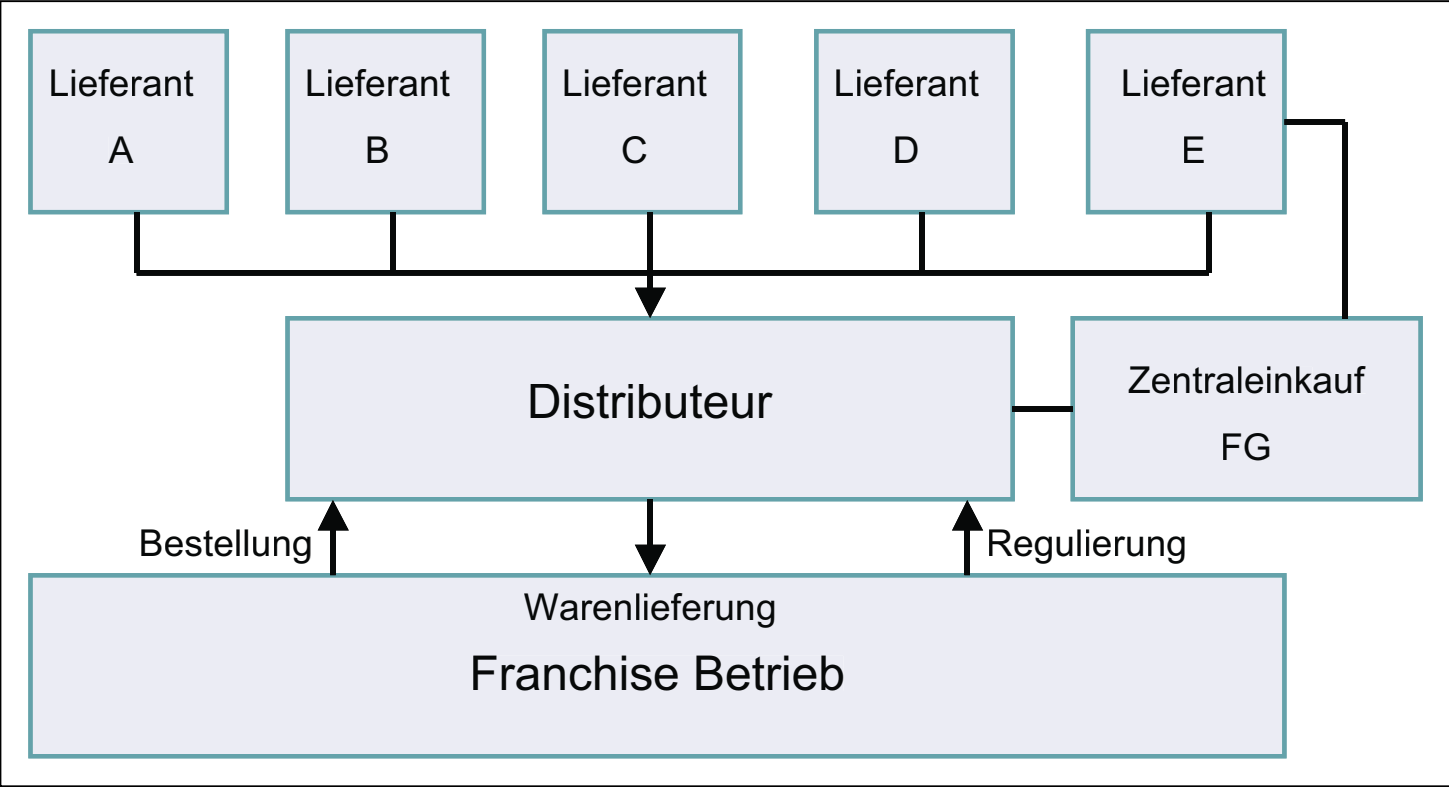 Lieferant
A
Lieferant
B
Lieferant
C
Lieferant
D
Lieferant
E
Distributeur
Zentraleinkauf
FG
Bestellung
Regulierung
Warenlieferung
Franchise Betrieb